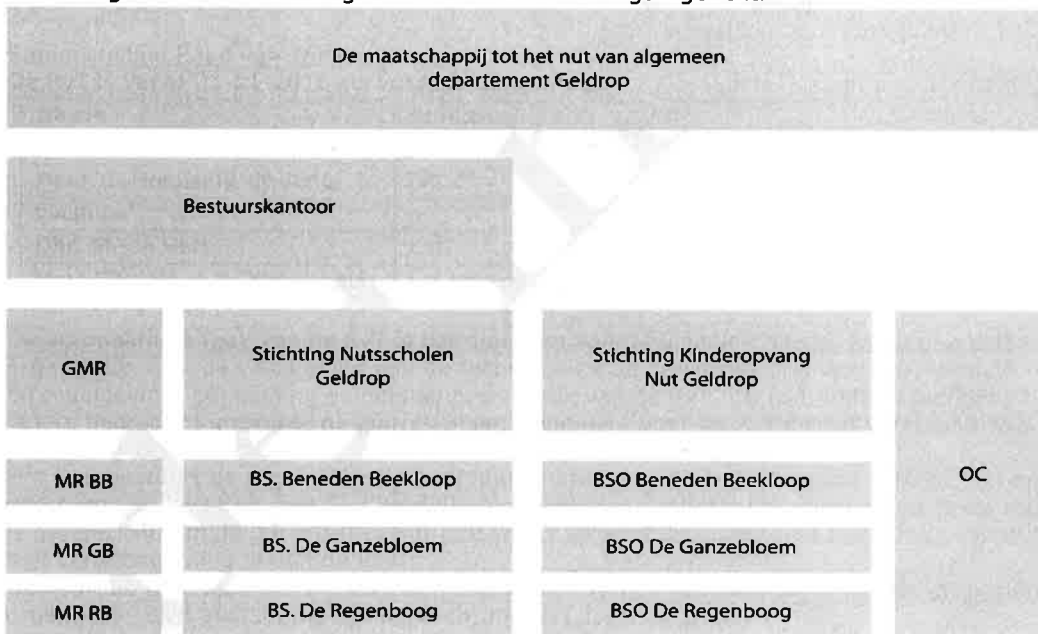 De maatschappij tot het nut van algemeen
departement Geldrop
Bestuurskantoor
GMR
Stichting Nutsscholen
Geldrop
Stichting Kinderopvang
Nut Geldrop
OC
MR BB
BS. Beneden Beekloop
BSO Beneden Beekloop
MR GB
BS. De Ganzebloem
BSO De Ganzebloem
MR RB
BS. De Regenboog
BSO De Regenboog